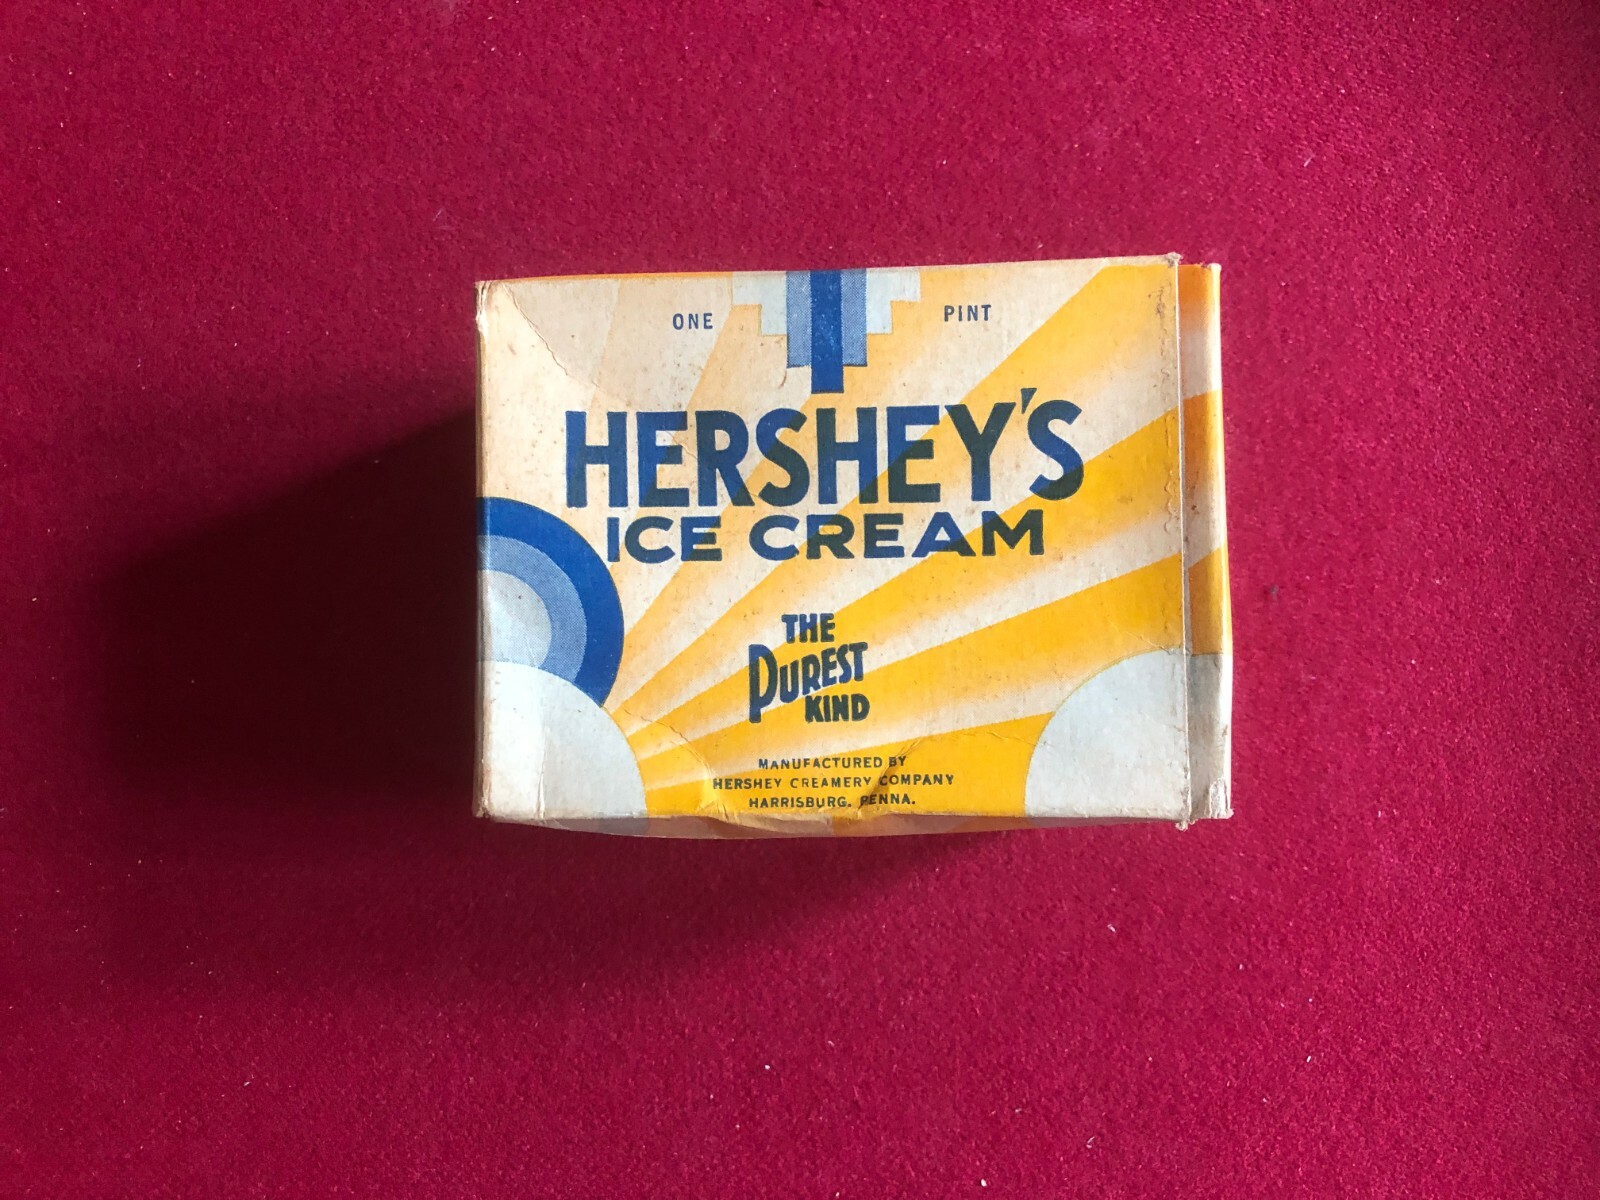 ONE PINT
HERSHEY'S
ICE CREAM
THE
PUREST
KIND
MANUFACTURED BY
HERSHEY CREAMERY COMPANY
HARRISBURG, PENNA.